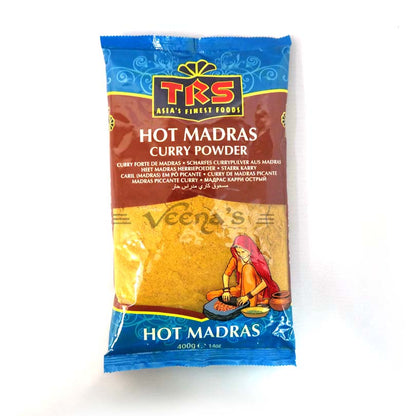 TRS
ASIA'S FINEST FOODS
HOT MADRAS
CURRY POWDER
CURRY FORTE DE MADRAS • SCHARFES CURRYPULVER AUS MADRAS
HEET MADRAS KERRIEPOEDER • STAERK KARRY
CARIL (MADRAS) EM PÓ PICANTE • CURRY DE MADRAS PICANTE
MADRAS PICCANTE CURRY • МАДРАС КАРРИ ОСТРЫЙ
مسحوق كاري مدراس حار
Veena's
HOT MADRAS
400g ℮ 14oz